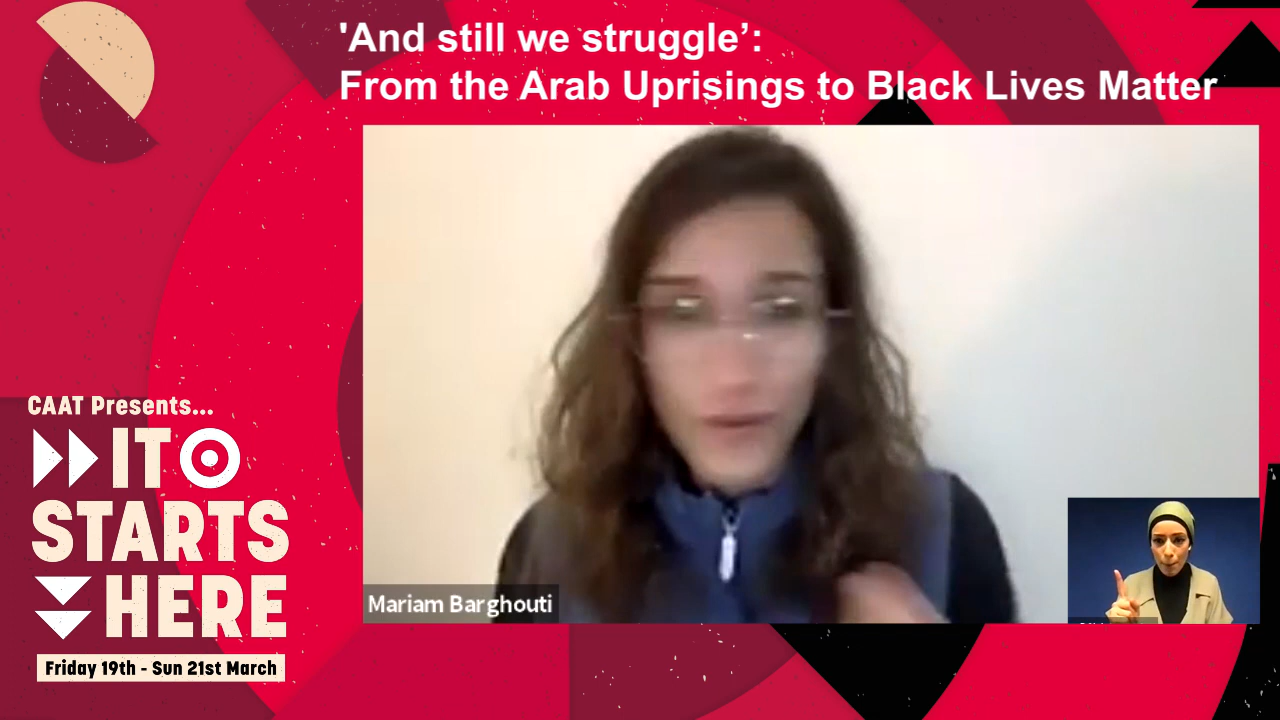 'And still we struggle’:
From the Arab Uprisings to Black Lives Matter
CAAT Presents...
IT
STARTS
HERE
Friday 19th - Sun 21st March
Mariam Barghouti